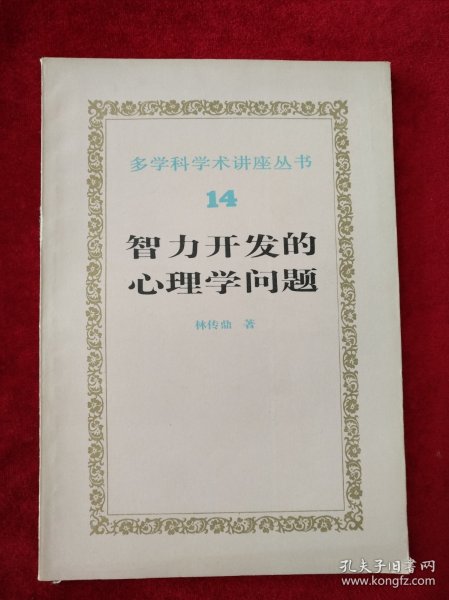 多学科学术讲座丛书
14
智力开发的
心理学问题
林传鼎 著
孔夫子旧书网
www.kongfz.com